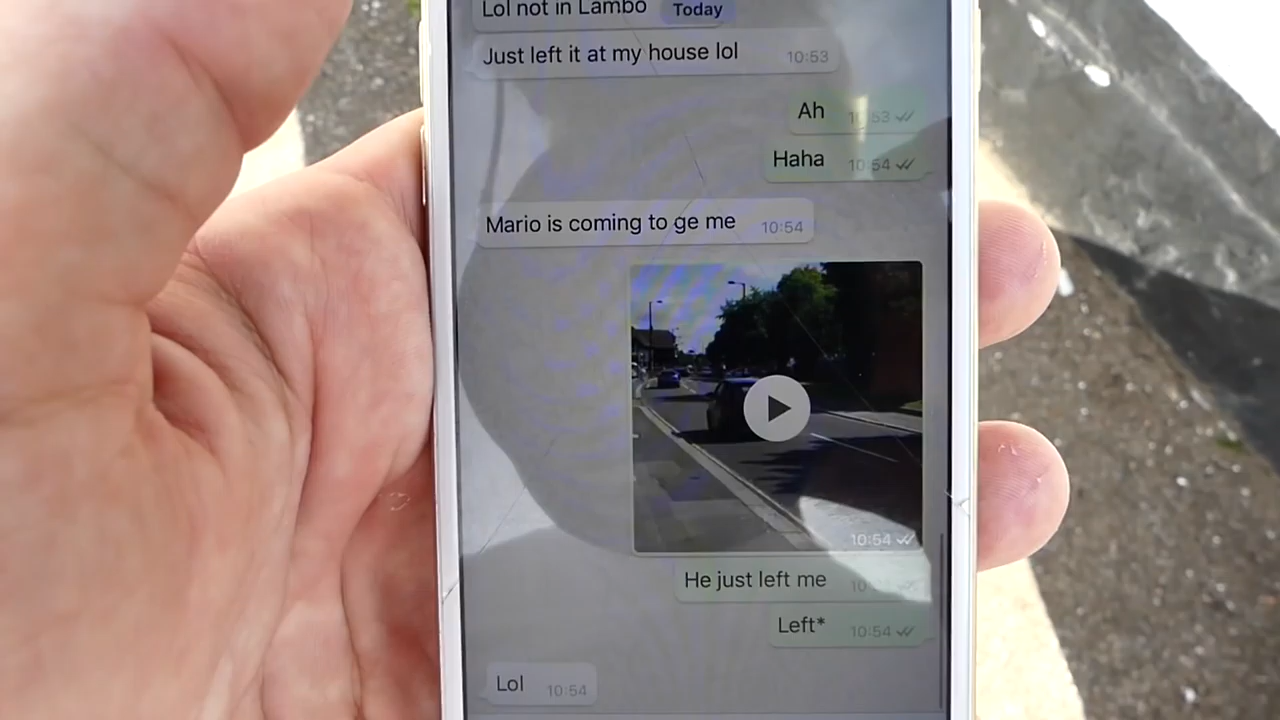 Lol not in Lambo
Today
Just left it at my house lol 10:53
Ah 10:53
Haha 10:54
Mario is coming to ge me 10:54
10:54
He just left me
Left* 10:54
Lol 10:54